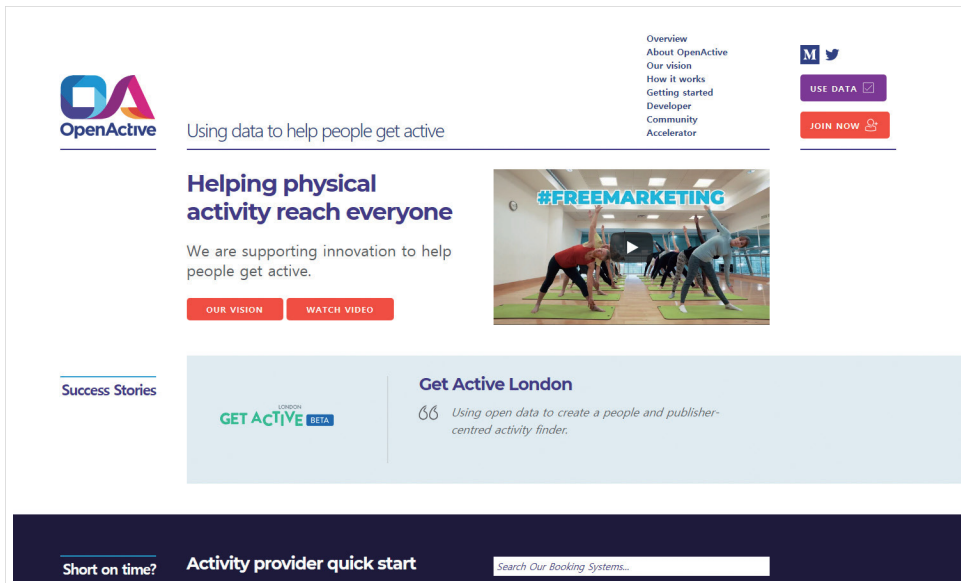 OpenActive
Using data to help people get active
Overview
About OpenActive
Our vision
How it works
Getting started
Developer
Community
Accelerator
M
USE DATA
JOIN NOW
Helping physical
activity reach everyone
We are supporting innovation to help
people get active.
OUR VISION
WATCH VIDEO
#FREEMARKETING
Success Stories
LONDON
GET ACTIVE BETA
Get Active London
Using open data to create a people and publisher-
centred activity finder.
Short on time?
Activity provider quick start
Search Our Booking Systems...